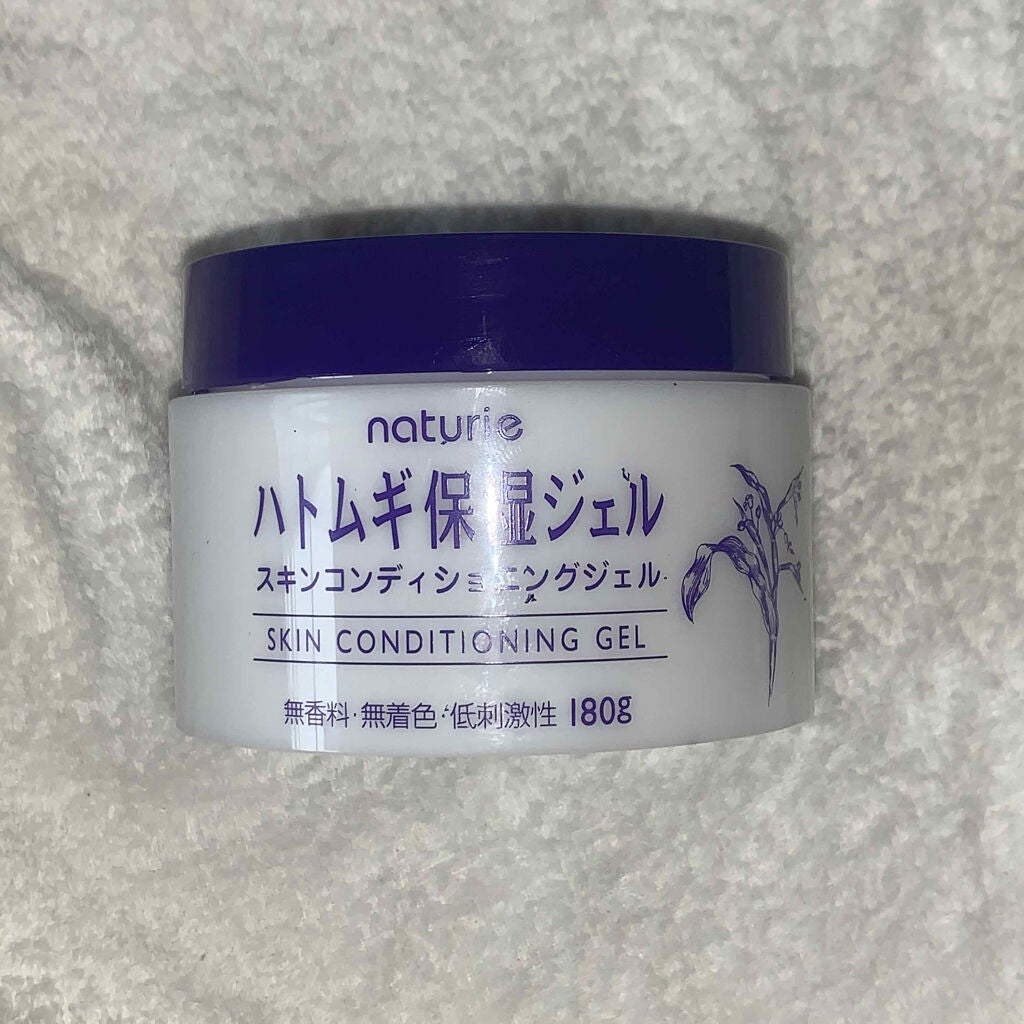 naturie
ハトムギ保湿ジェル
スキンコンディショニングジェル
SKIN CONDITIONING GEL
無香料・無着色・低刺激性 180g